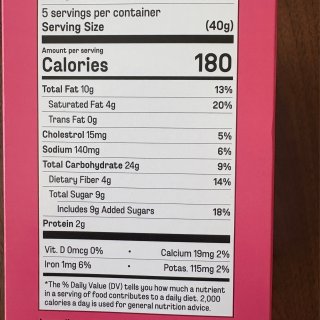 5 servings per container
Serving Size (40g)
Amount per serving
Calories 180
Total Fat 10g 13%
Saturated Fat 4g 20%
Trans Fat 0g
Cholestrol 15mg 5%
Sodium 140mg 6%
Total Carbohydrate 24g 9%
Dietary Fiber 4g 14%
Total Sugar 9g
Includes 9g Added Sugars 18%
Protein 2g
Vit. D 0mcg 0% • Calcium 19mg 2%
Iron 1mg 6% • Potas. 115mg 2%
*The % Daily Value (DV) tells you how much a nutrient
in a serving of food contributes to a daily diet. 2,000
calories a day is used for general nutrition advice.